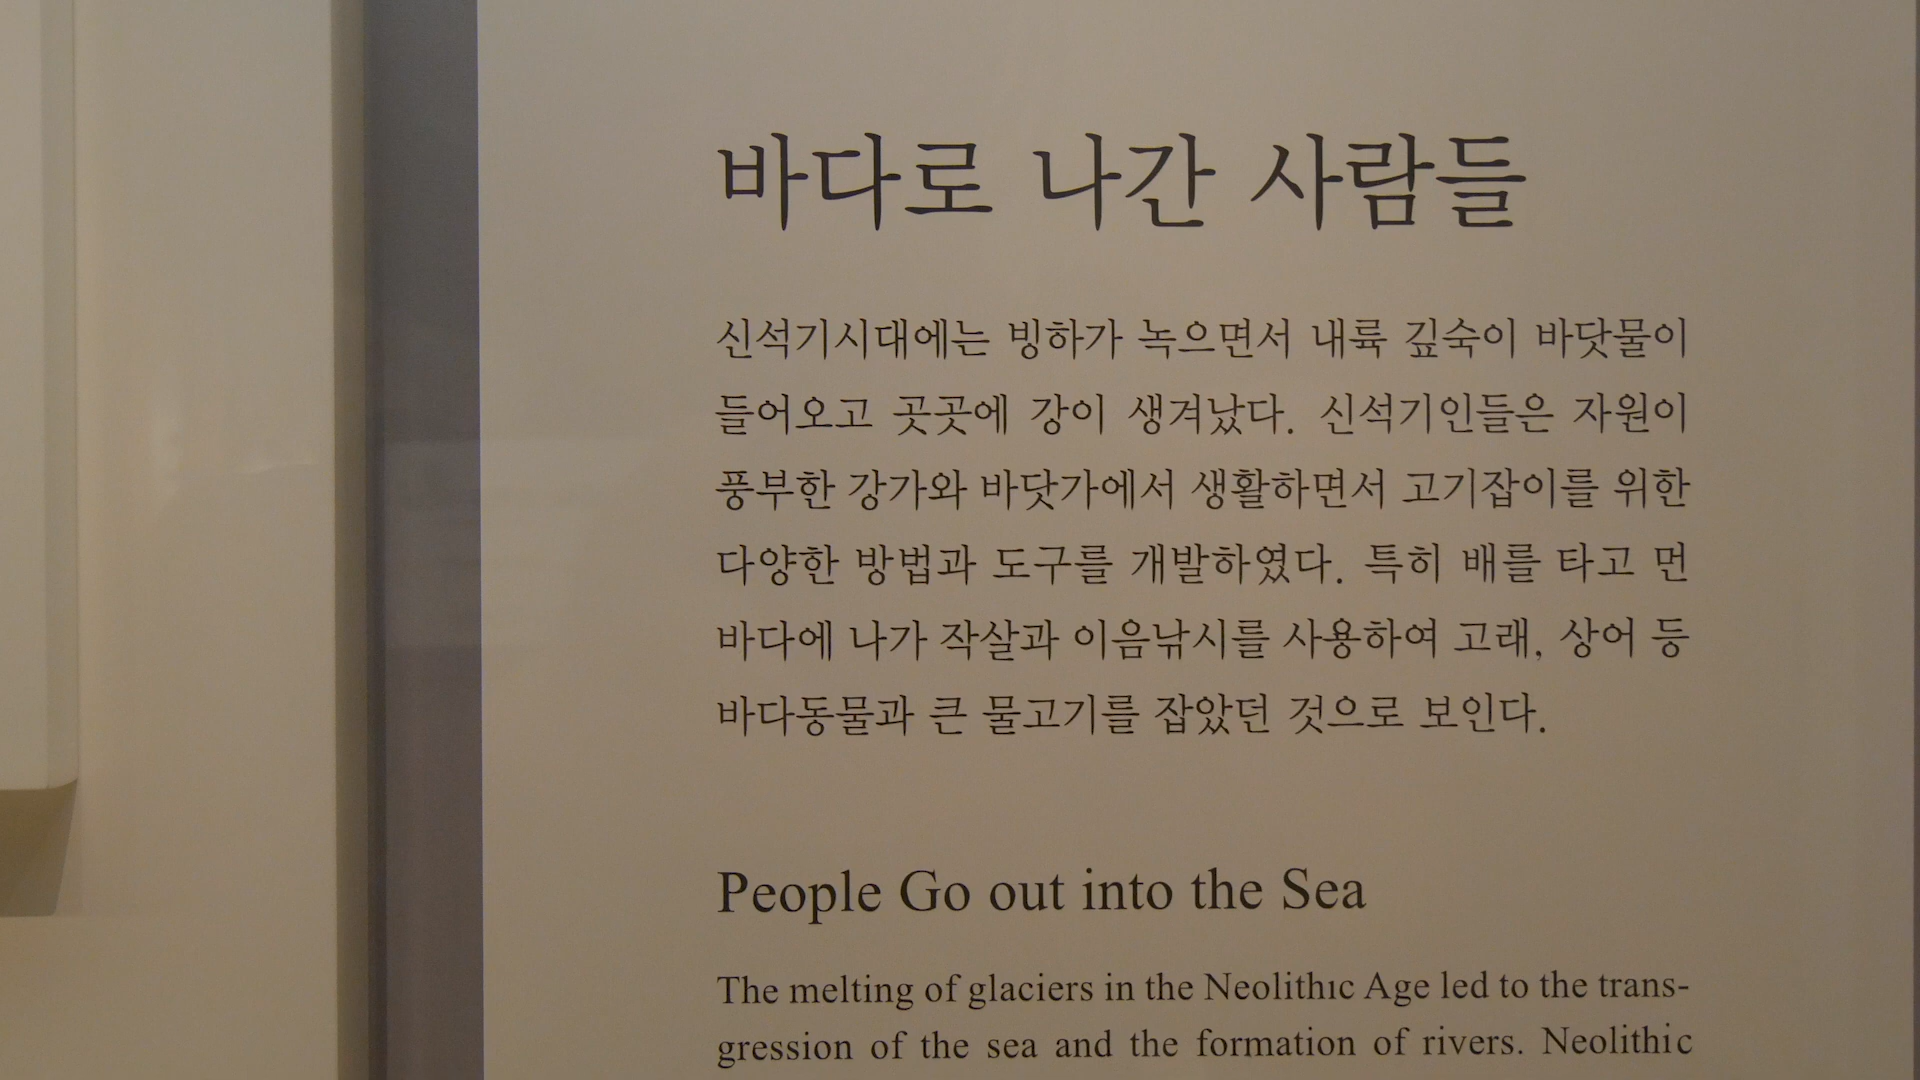 바다로 나간 사람들
신석기시대에는 빙하가 녹으면서 내륙 깊숙이 바닷물이
들어오고 곳곳에 강이 생겨났다. 신석기인들은 자원이
풍부한 강가와 바닷가에서 생활하면서 고기잡이를 위한
다양한 방법과 도구를 개발하였다. 특히 배를 타고 먼
바다에 나가 작살과 이음낚시를 사용하여 고래, 상어 등
바다동물과 큰 물고기를 잡았던 것으로 보인다.
People Go out into the Sea
The melting of glaciers in the Neolithic Age led to the trans-
gression of the sea and the formation of rivers. Neolithic